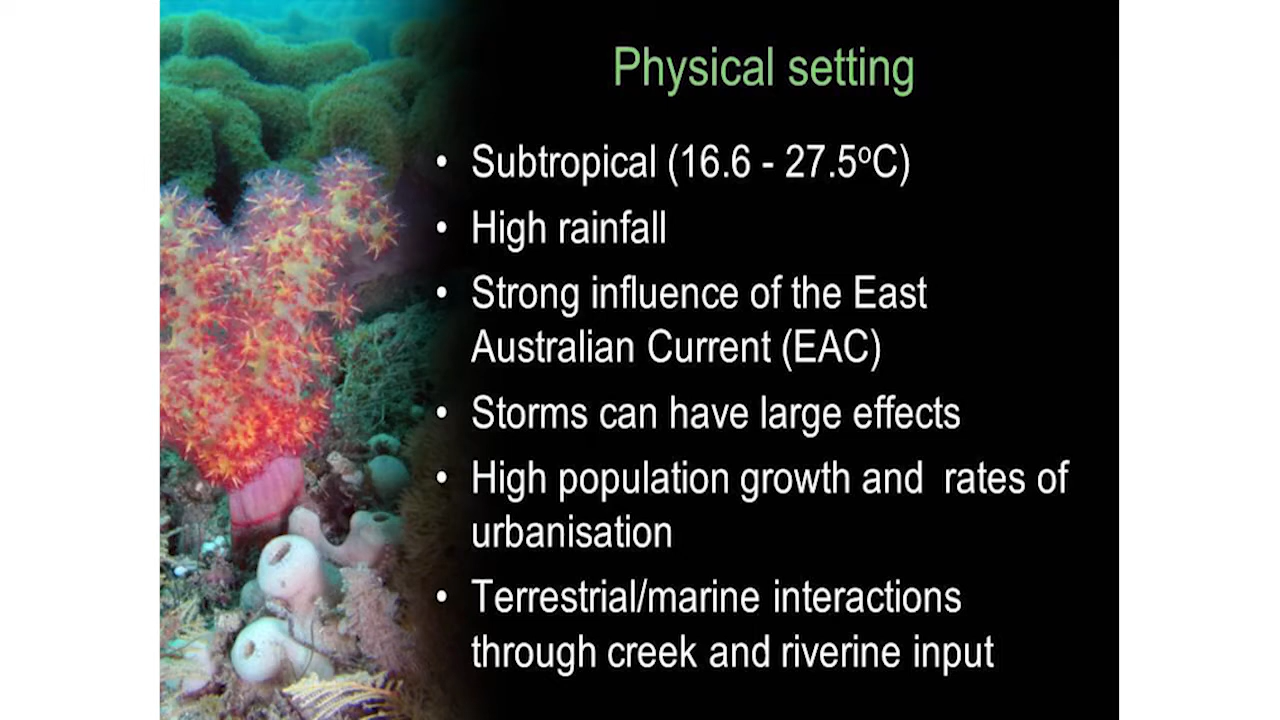 Physical setting
• Subtropical (16.6 - 27.5ºC)
• High rainfall
• Strong influence of the East
Australian Current (EAC)
• Storms can have large effects
• High population growth and  rates of
urbanisation
• Terrestrial/marine interactions
through creek and riverine input